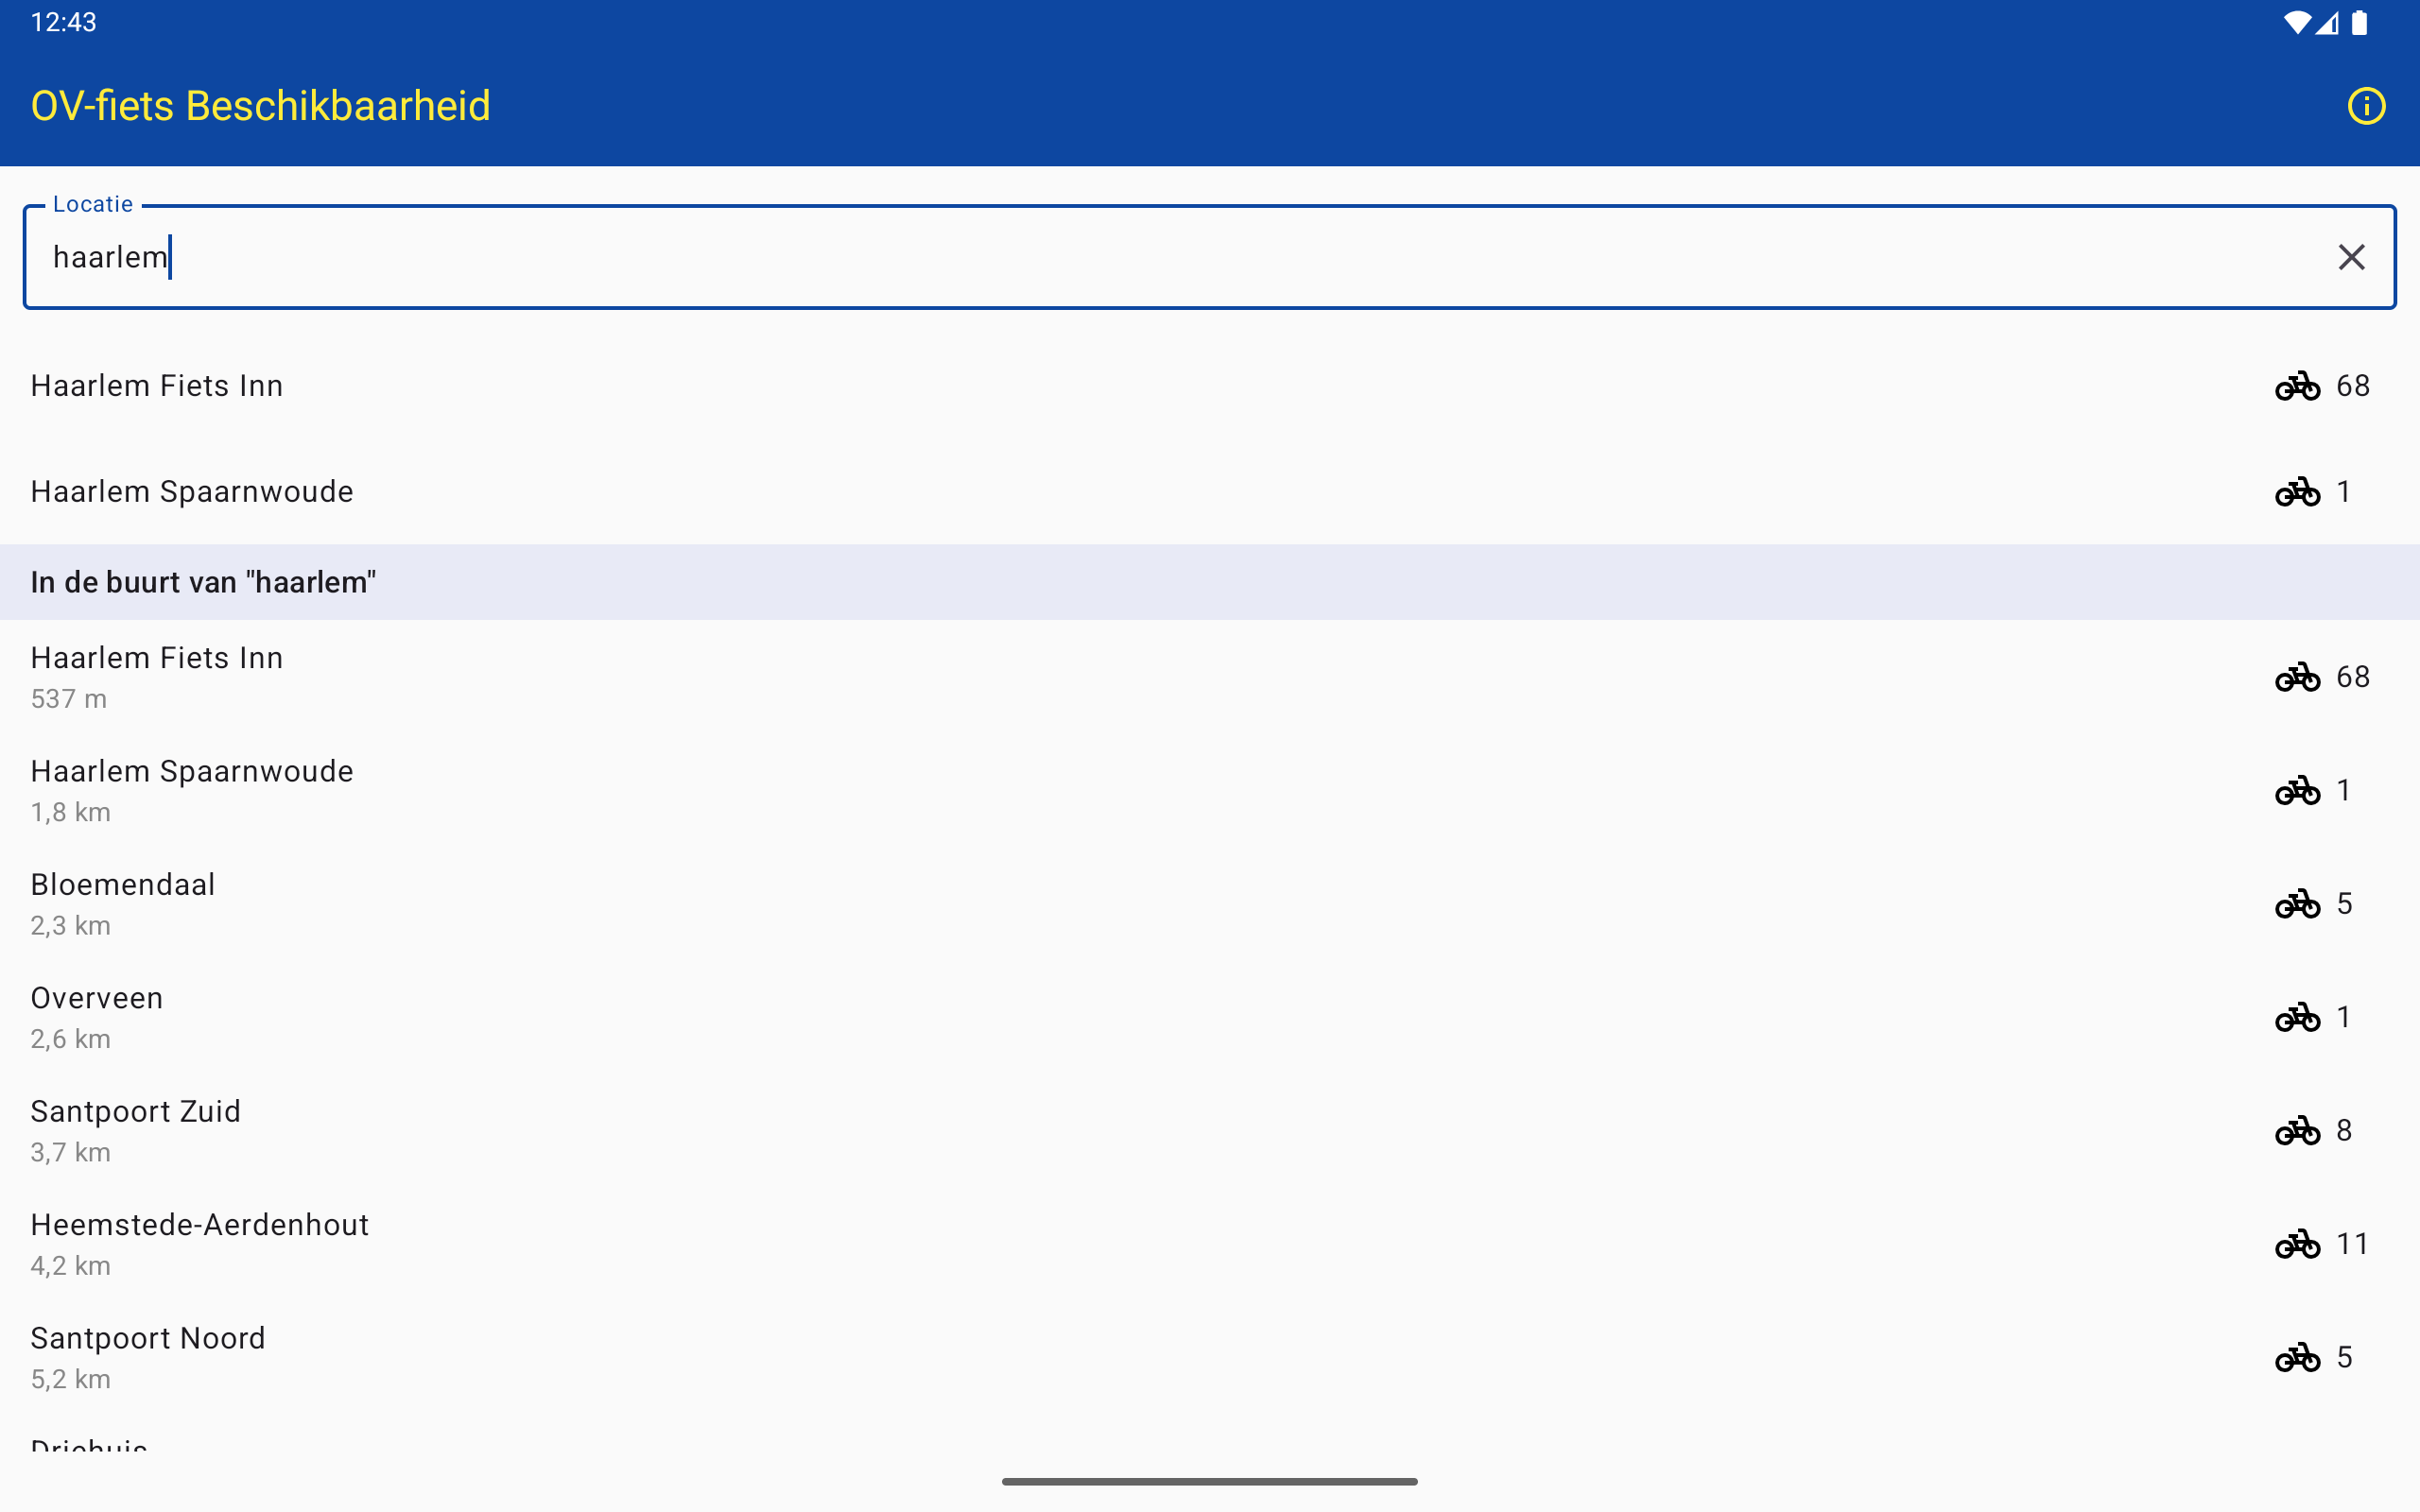 12:43
OV-fiets Beschikbaarheid
Locatie
haarlem
Haarlem Fiets Inn 68
Haarlem Spaarnwoude 1
In de buurt van "haarlem"
Haarlem Fiets Inn 68
537 m
Haarlem Spaarnwoude 1
1,8 km
Bloemendaal 5
2,3 km
Overveen 1
2,6 km
Santpoort Zuid 8
3,7 km
Heemstede-Aerdenhout 11
4,2 km
Santpoort Noord 5
5,2 km
Driehuis